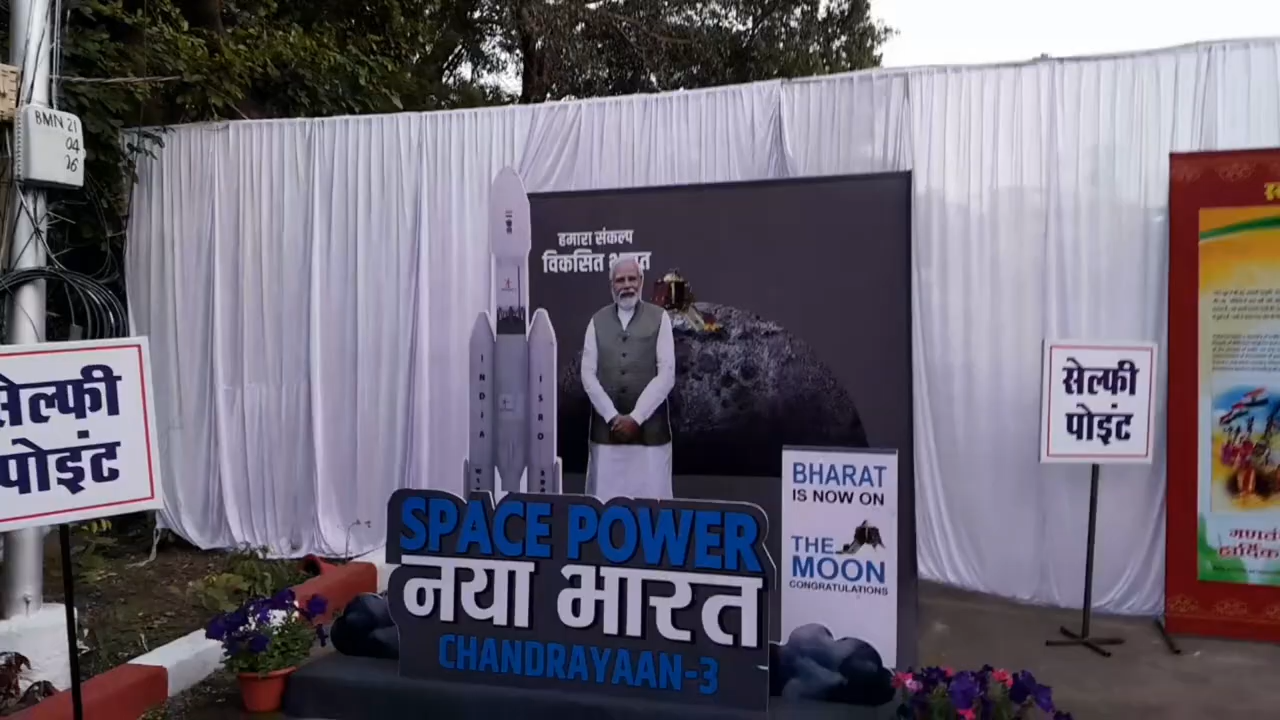 BMN 21
04
26
सेल्फी
पोइंट
हमारा संकल्प
विकसित भारत
INDIA
ISRO
SPACE POWER
नया भारत
CHANDRAYAAN-3
BHARAT
IS NOW ON
THE
MOON
CONGRATULATIONS
सेल्फी
पोइंट